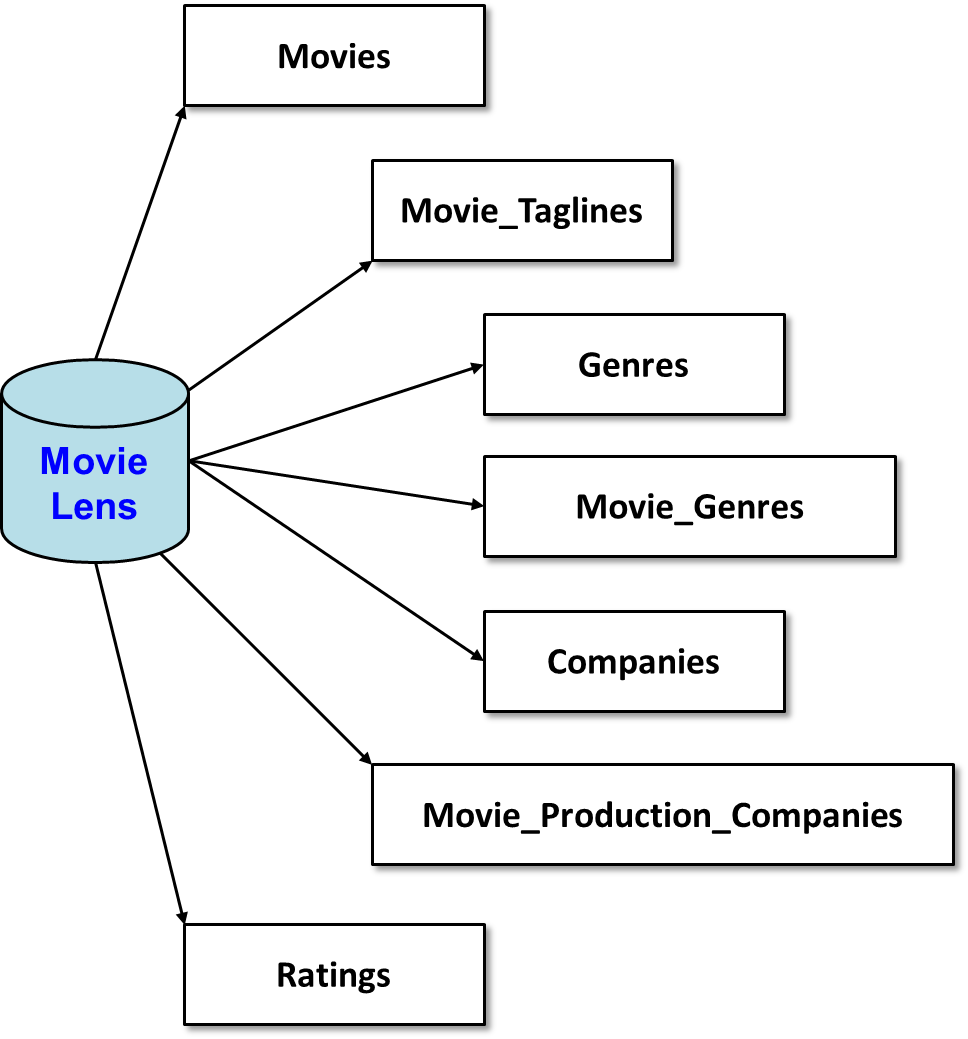 Movies
Movie_Taglines
Genres
Movie
Lens
Movie_Genres
Companies
Movie_Production_Companies
Ratings